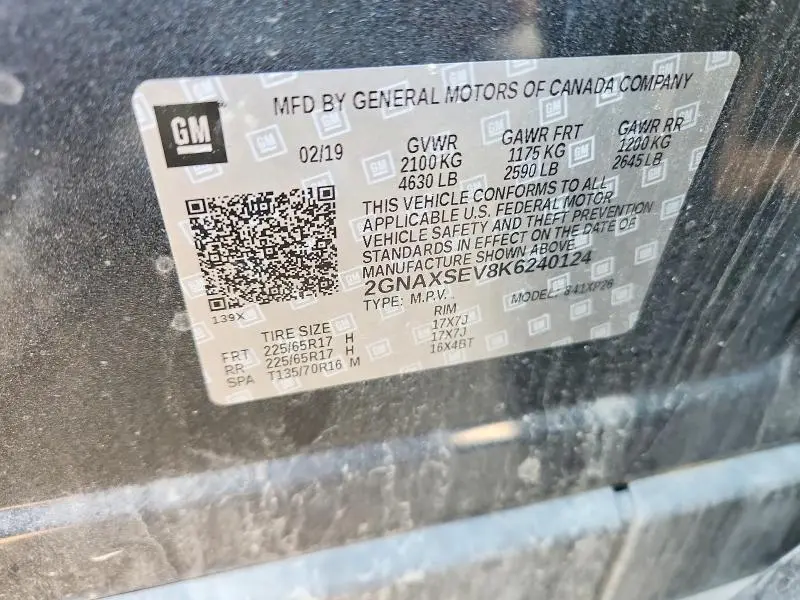 GM
MFD BY GENERAL MOTORS OF CANADA COMPANY
02/19
GVWR
2100 KG
4630 LB
GAWR FRT
1175 KG
2590 LB
GAWR RR
1200 KG
2645 LB
THIS VEHICLE CONFORMS TO ALL
APPLICABLE U.S. FEDERAL MOTOR
VEHICLE SAFETY AND THEFT PREVENTION
STANDARDS IN EFFECT ON THE DATE OF
MANUFACTURE SHOWN ABOVE.
2GNAXSEV8K6240124
TYPE: M.P.V.
MODEL: 841XP26
139X
TIRE SIZE
RIM
FRT 225/65R17 H 17X7J
RR 225/65R17 H 17X7J
SPA T135/70R16 M 16X4BT